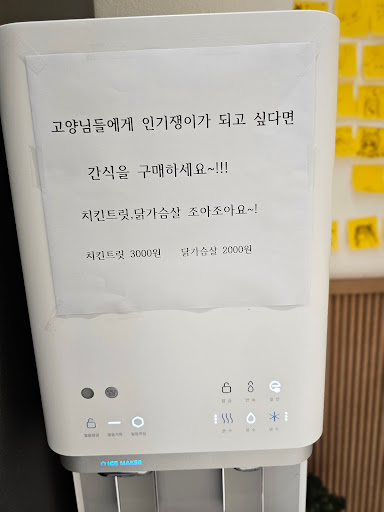 고양님들에게 인기쟁이가 되고 싶다면
간식을 구매하세요~!!!
치킨트릿,닭가슴살 조아조아요~!
치킨트릿 3000원 닭가슴살 2000원
ICE MAKER